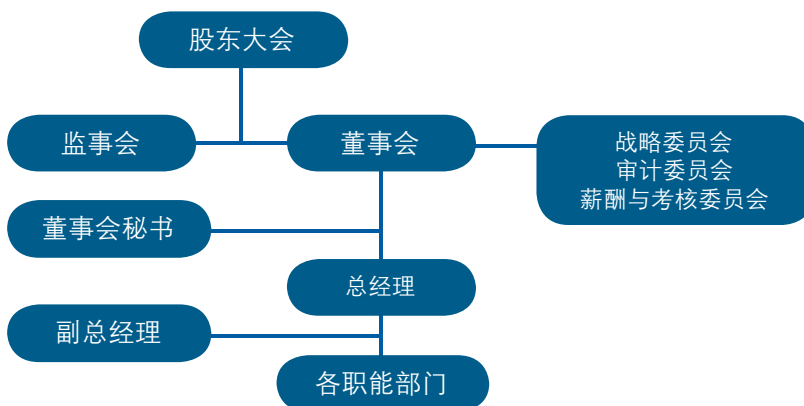 股东大会
监事会
董事会
战略委员会
审计委员会
薪酬与考核委员会
董事会秘书
总经理
副总经理
各职能部门